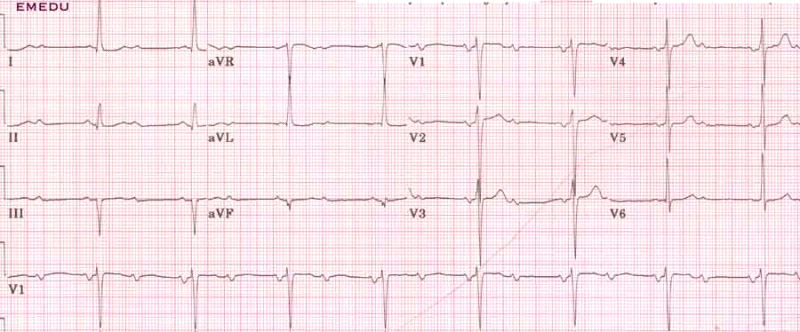 EMEDU
I aVR V1 V4
II aVL V2 V5
III aVF V3 V6
V1